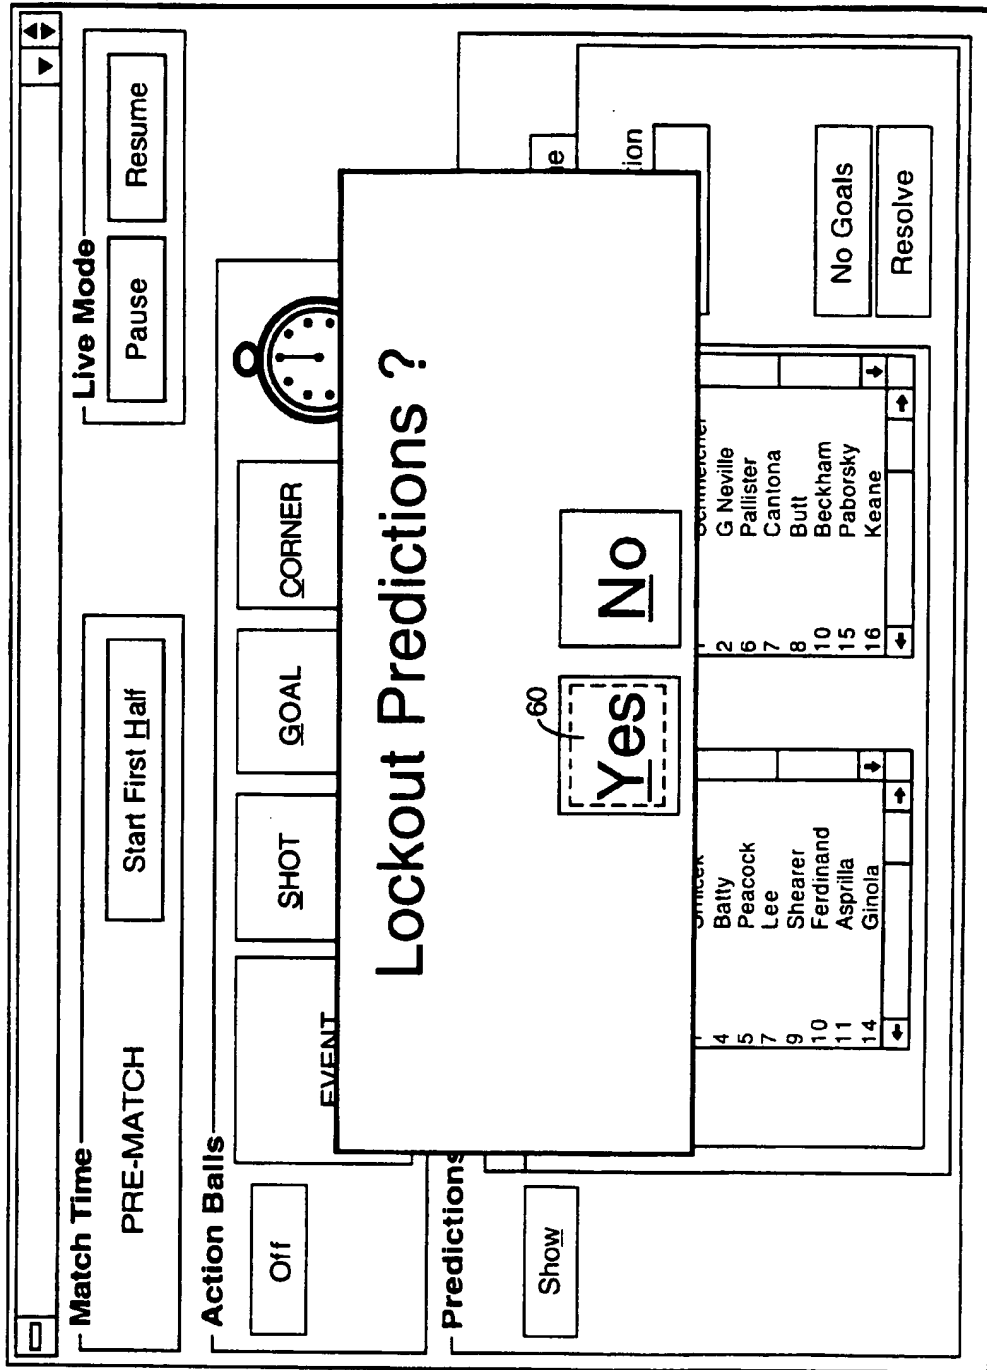 Match Time
PRE-MATCH
Start First Half
Live Mode
Pause
Resume
Action Balls
Off
EVENT
SHOT
GOAL
CORNER
Predictions
Show
Lockout Predictions ?
60
Yes
No
4 Batty
5 Peacock
7 Lee
9 Shearer
10 Ferdinand
11 Asprilla
14 Ginola
2 G Neville
6 Pallister
7 Cantona
8 Butt
10 Beckham
15 Paborsky
16 Keane
No Goals
Resolve